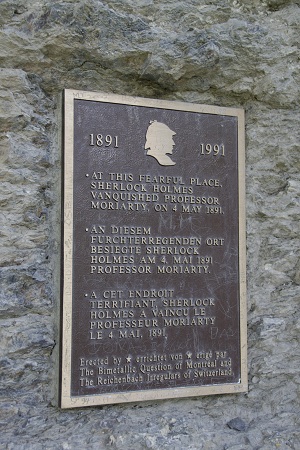 1891 1991
• AT THIS FEARFUL PLACE,
SHERLOCK HOLMES
VANQUISHED PROFESSOR
MORIARTY, ON 4 MAY 1891.
• AN DIESEM
FURCHTERREGENDEN ORT
BESIEGTE SHERLOCK
HOLMES AM 4. MAI 1891
PROFESSOR MORIARTY.
• A CET ENDROIT
TERRIFIANT, SHERLOCK
HOLMES A VAINCU LE
PROFESSEUR MORIARTY
LE 4 MAI, 1891.
Erected by ★ errichtet von ★ erigé par
The Bimetallic Question of Montréal and
The Reichenbach Irregulars of Switzerland